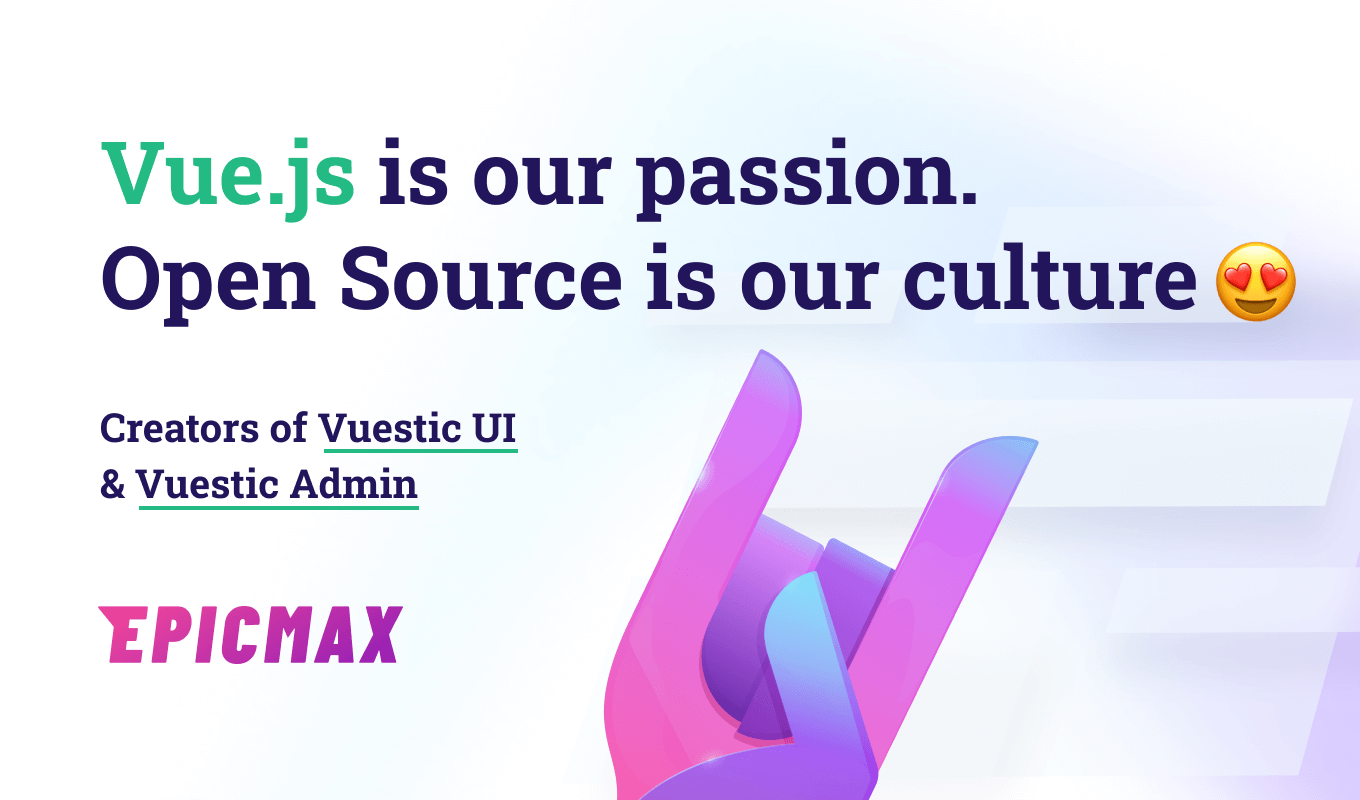 Vue.js is our passion.
Open Source is our culture 😍
Creators of Vuestic UI
& Vuestic Admin
EPICMAX